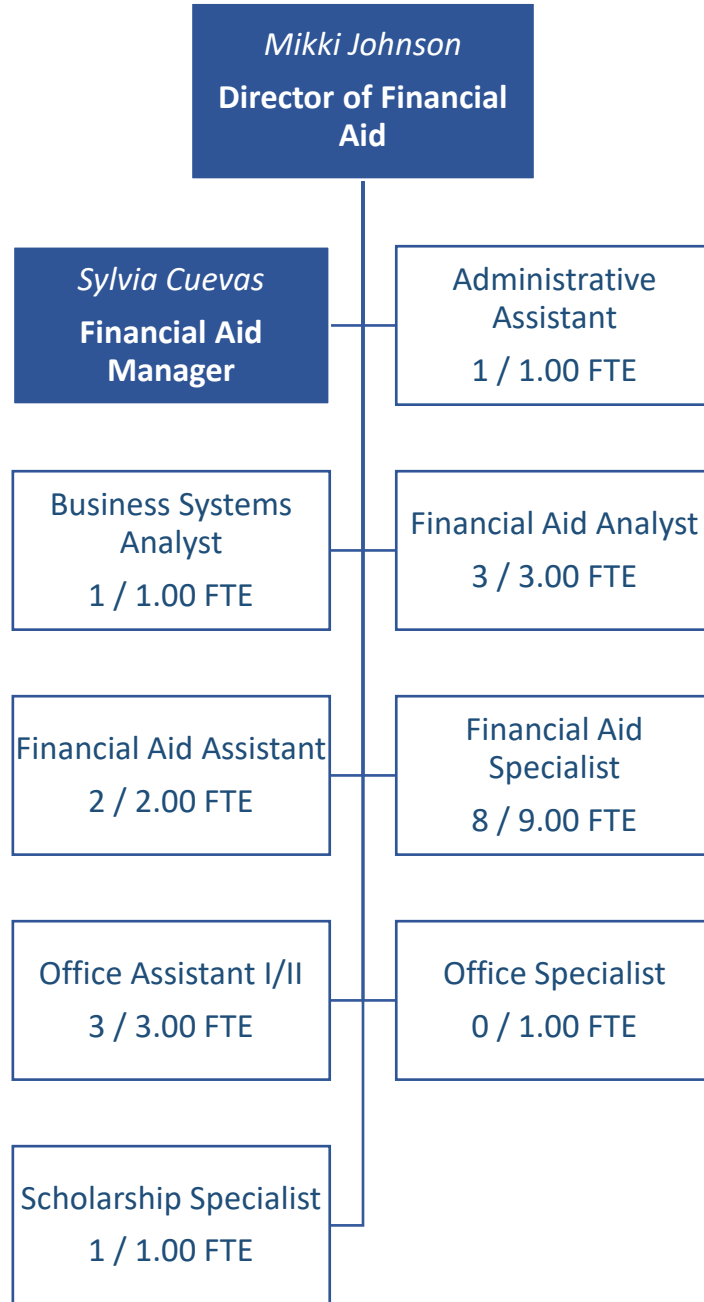 Mikki Johnson
Director of Financial
Aid
Sylvia Cuevas
Financial Aid
Manager
Administrative
Assistant
1 / 1.00 FTE
Business Systems
Analyst
1 / 1.00 FTE
Financial Aid Analyst
3 / 3.00 FTE
Financial Aid Assistant
2 / 2.00 FTE
Financial Aid
Specialist
8 / 9.00 FTE
Office Assistant I/II
3 / 3.00 FTE
Office Specialist
0 / 1.00 FTE
Scholarship Specialist
1 / 1.00 FTE